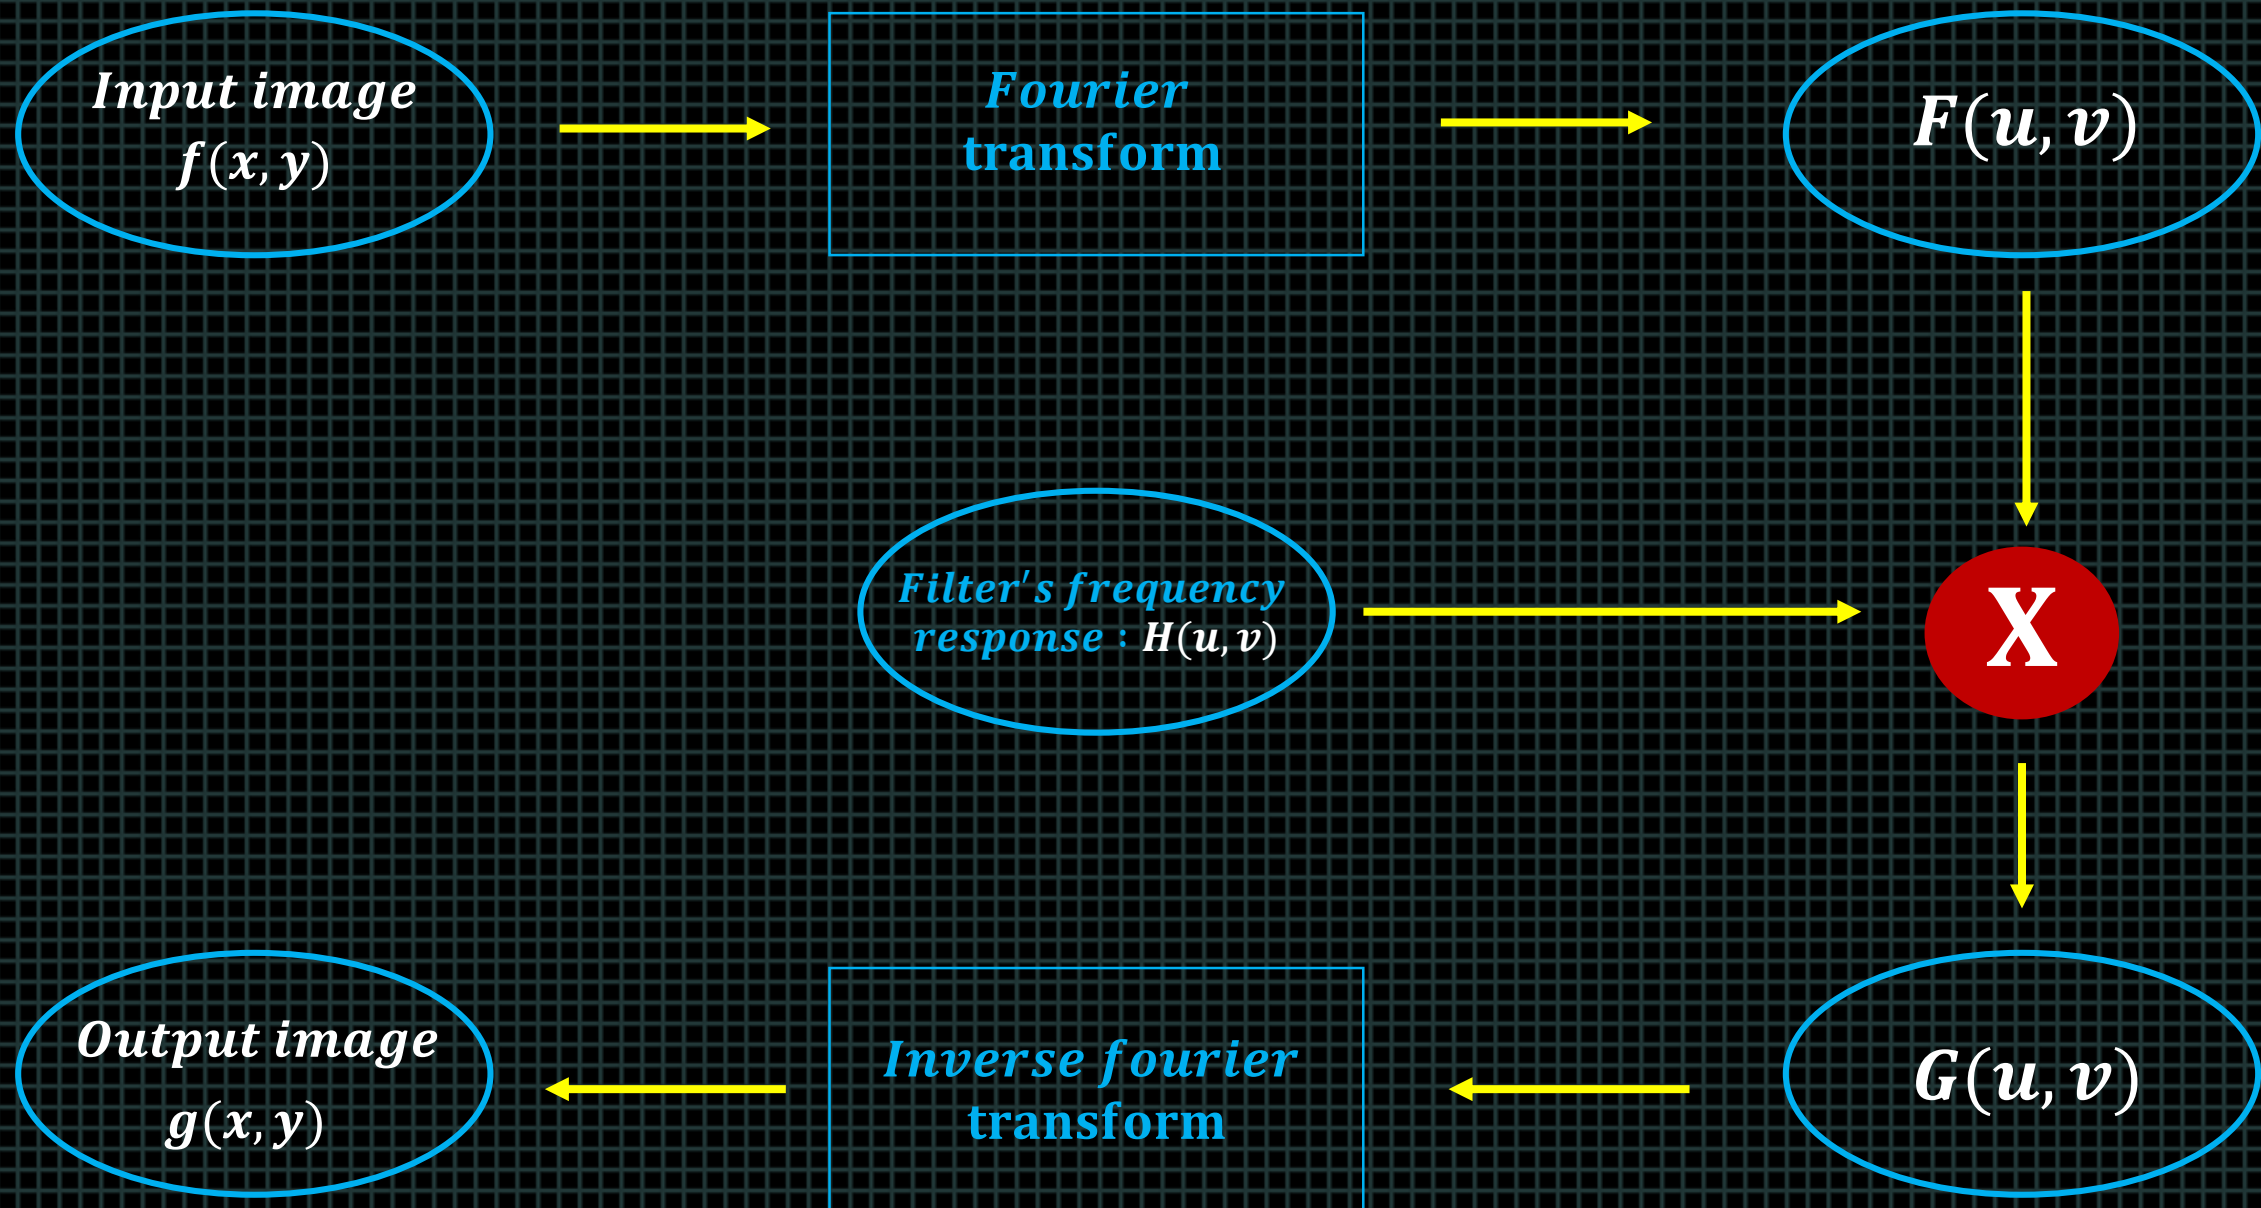 Input image
f(x, y)
Fourier
transform
F(u, v)
Filter's frequency
response : H(u, v)
X
Output image
g(x, y)
Inverse fourier
transform
G(u, v)